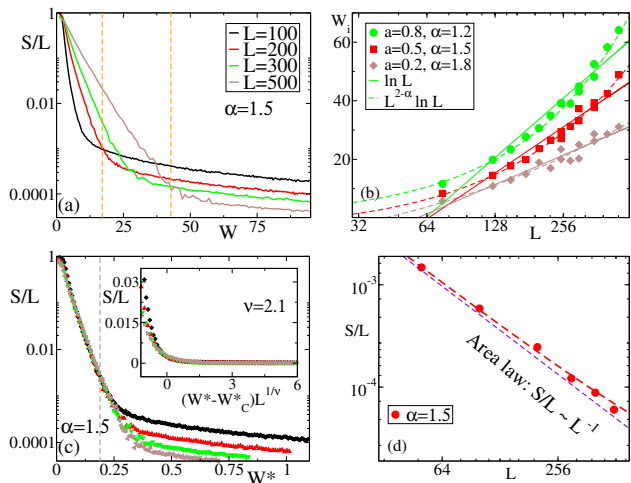 1
S/L
0.01
0.0001
(a)
0
25
50
75
W
L=100
L=200
L=300
L=500
α=1.5
W_i
60
40
20
a=0.8, α=1.2
a=0.5, α=1.5
a=0.2, α=1.8
ln L
L^{2-α} ln L
(b)
32
64
128
256
L
1
S/L
0.01
0.0001
α=1.5
(c)
0
0.25
0.5
0.75
1
W*
S/L
0.03
0.015
0
ν=2.1
0
3
6
(W*-W*_C)L^{1/ν}
10^{-3}
S/L
10^{-4}
Area law: S/L ~ L^{-1}
α=1.5
(d)
64
256
L